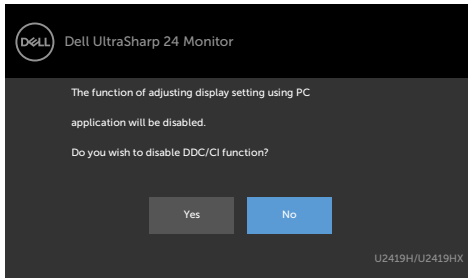 DELL
Dell UltraSharp 24 Monitor
The function of adjusting display setting using PC
application will be disabled.
Do you wish to disable DDC/CI function?
Yes
No
U2419H/U2419HX